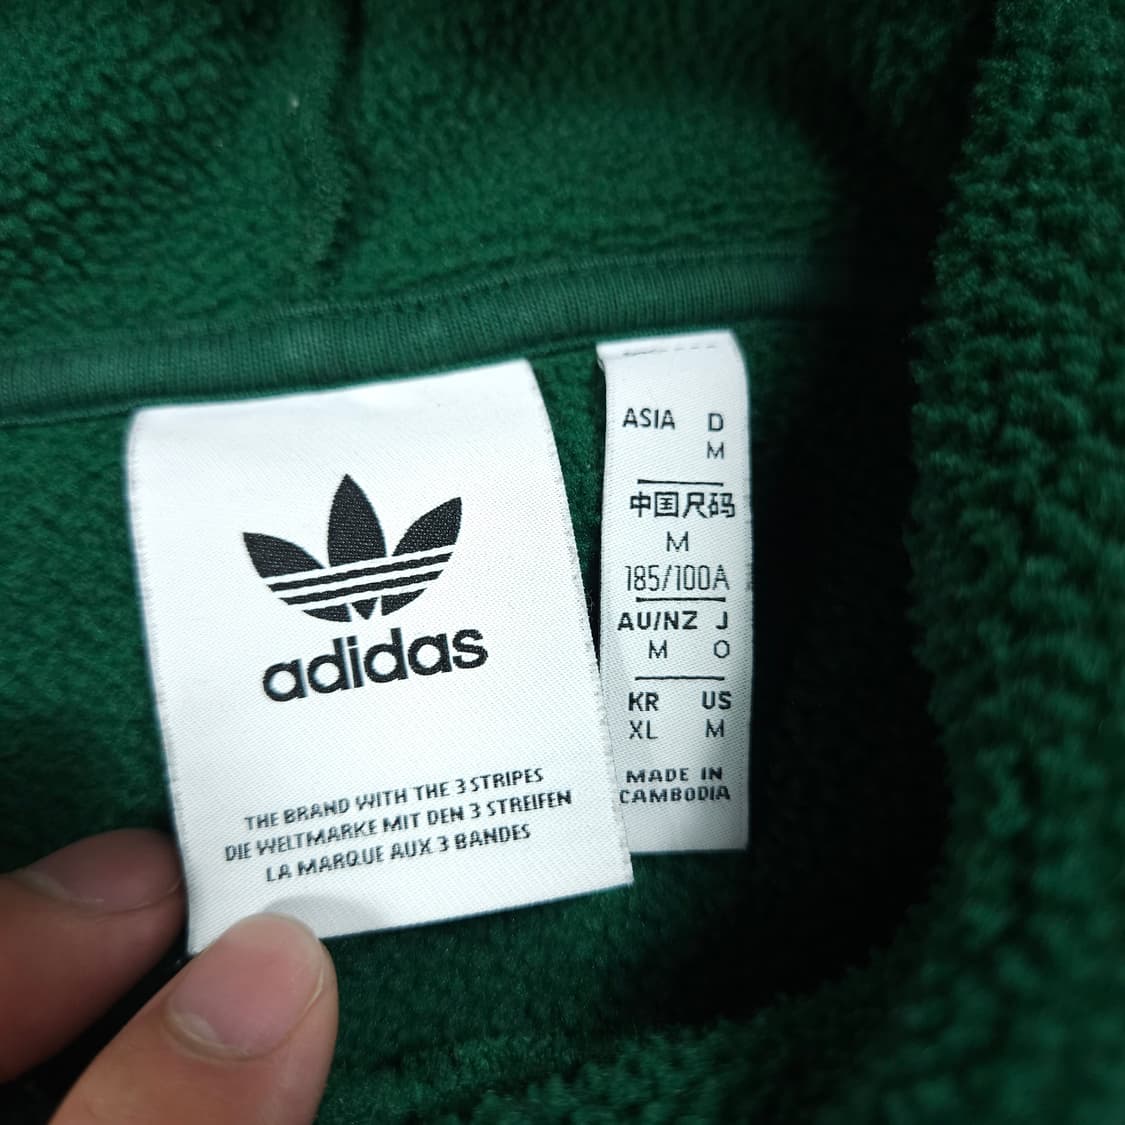 adidas
THE BRAND WITH THE 3 STRIPES
DIE WELTMARKE MIT DEN 3 STREIFEN
LA MARQUE AUX 3 BANDES
ASIA D
M
中国尺码
M
185/100A
AU/NZ J
M O
KR US
XL M
MADE IN
CAMBODIA